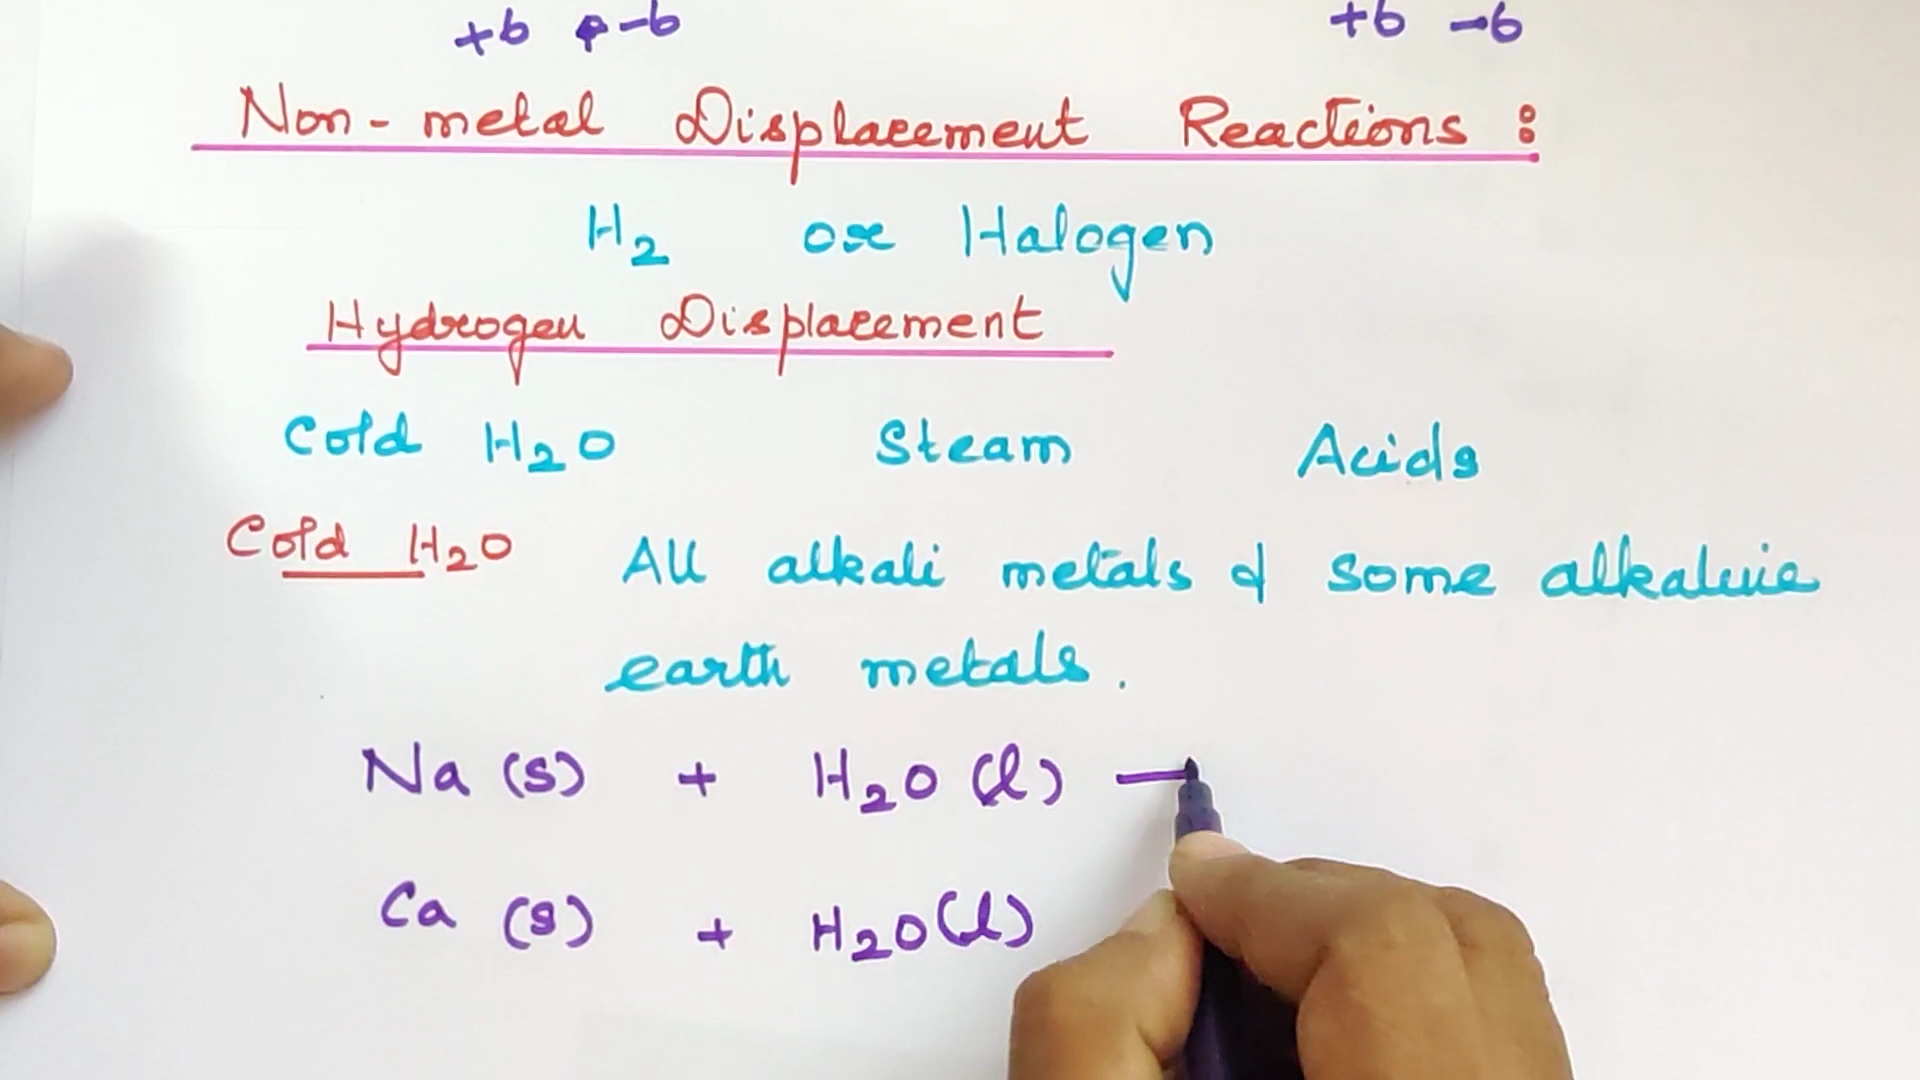 +6 -6 +6 -6
Non-metal Displacement Reactions :
H₂ or Halogen
Hydrogen Displacement
Cold H₂O Steam Acids
Cold H₂O All alkali metals & some alkaline
earth metals.
Na (s) + H₂O (l) —
Ca (s) + H₂O (l)